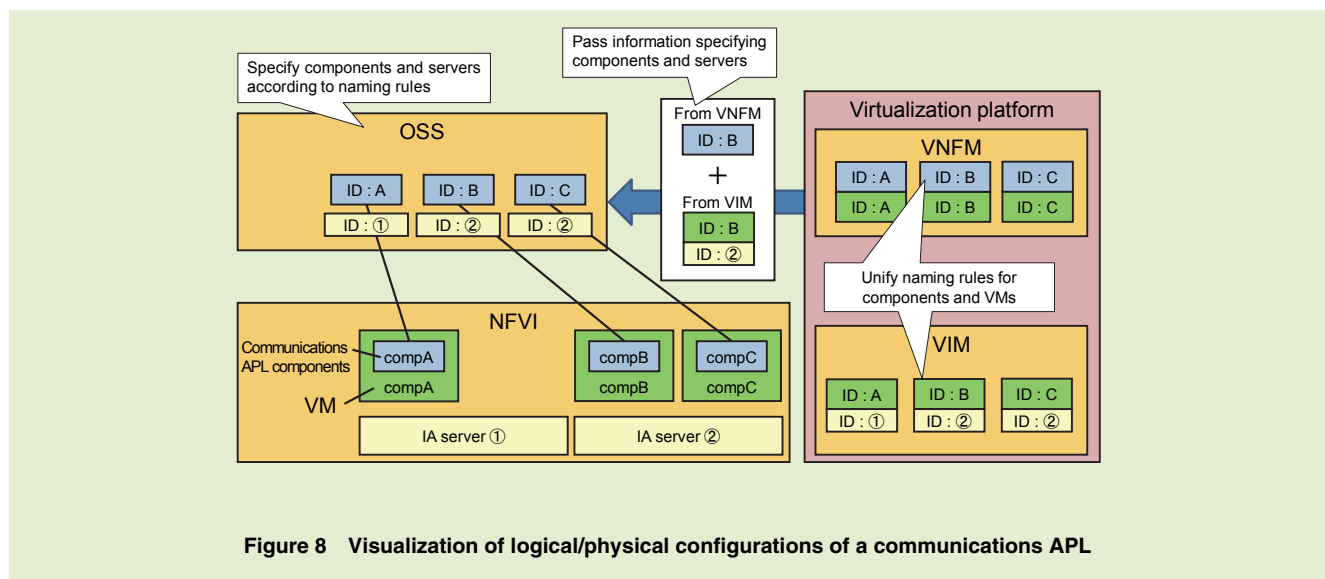 Pass information specifying
components and servers
Specify components and servers
according to naming rules
OSS
ID : A
ID : B
ID : C
ID : ①
ID : ②
ID : ②
From VNFM
ID : B
+
From VIM
ID : B
ID : ②
Virtualization platform
VNFM
ID : A
ID : B
ID : C
ID : A
ID : B
ID : C
Unify naming rules for
components and VMs
VIM
ID : A
ID : B
ID : C
ID : ①
ID : ②
ID : ②
NFVI
Communications
APL components
VM
compA
compB
compC
compA
compB
compC
IA server ①
IA server ②
Figure 8 Visualization of logical/physical configurations of a communications APL